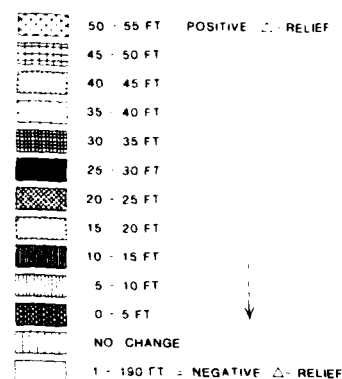 50 - 55 FT POSITIVE △ - RELIEF
45 - 50 FT
40 45 FT
35 - 40 FT
30 35 FT
25 - 30 FT
20 - 25 FT
15 20 FT
10 - 15 FT
5 - 10 FT
0 - 5 FT
NO CHANGE
1 - 190 FT = NEGATIVE △ - RELIEF